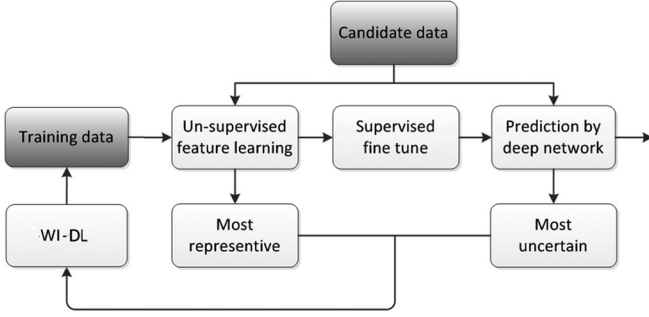 Candidate data
Training data
Un-supervised
feature learning
Supervised
fine tune
Prediction by
deep network
WI-DL
Most
representive
Most
uncertain